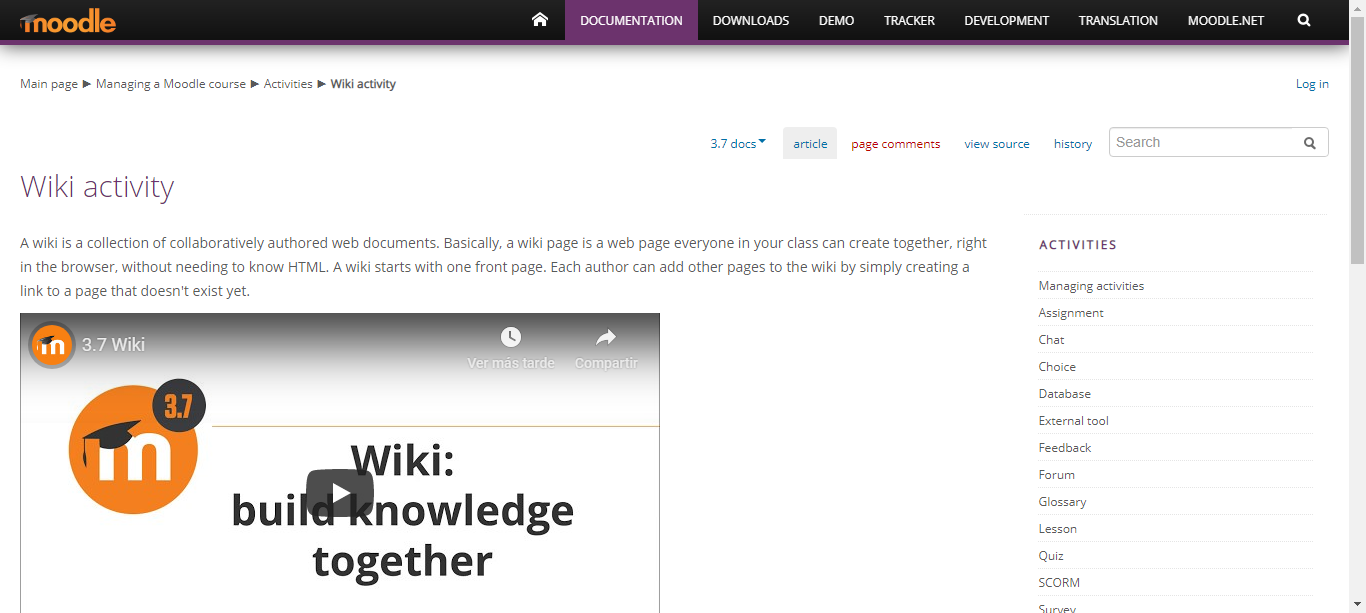 moodle
DOCUMENTATION DOWNLOADS DEMO TRACKER DEVELOPMENT TRANSLATION MOODLE.NET
Main page ► Managing a Moodle course ► Activities ► Wiki activity
Log in
3.7 docs article page comments view source history Search
Wiki activity
A wiki is a collection of collaboratively authored web documents. Basically, a wiki page is a web page everyone in your class can create together, right
in the browser, without needing to know HTML. A wiki starts with one front page. Each author can add other pages to the wiki by simply creating a
link to a page that doesn't exist yet.
m 3.7 Wiki
Ver más tarde Compartir
3.7
m
Wiki:
build knowledge
together
ACTIVITIES
Managing activities
Assignment
Chat
Choice
Database
External tool
Feedback
Forum
Glossary
Lesson
Quiz
SCORM
Survey